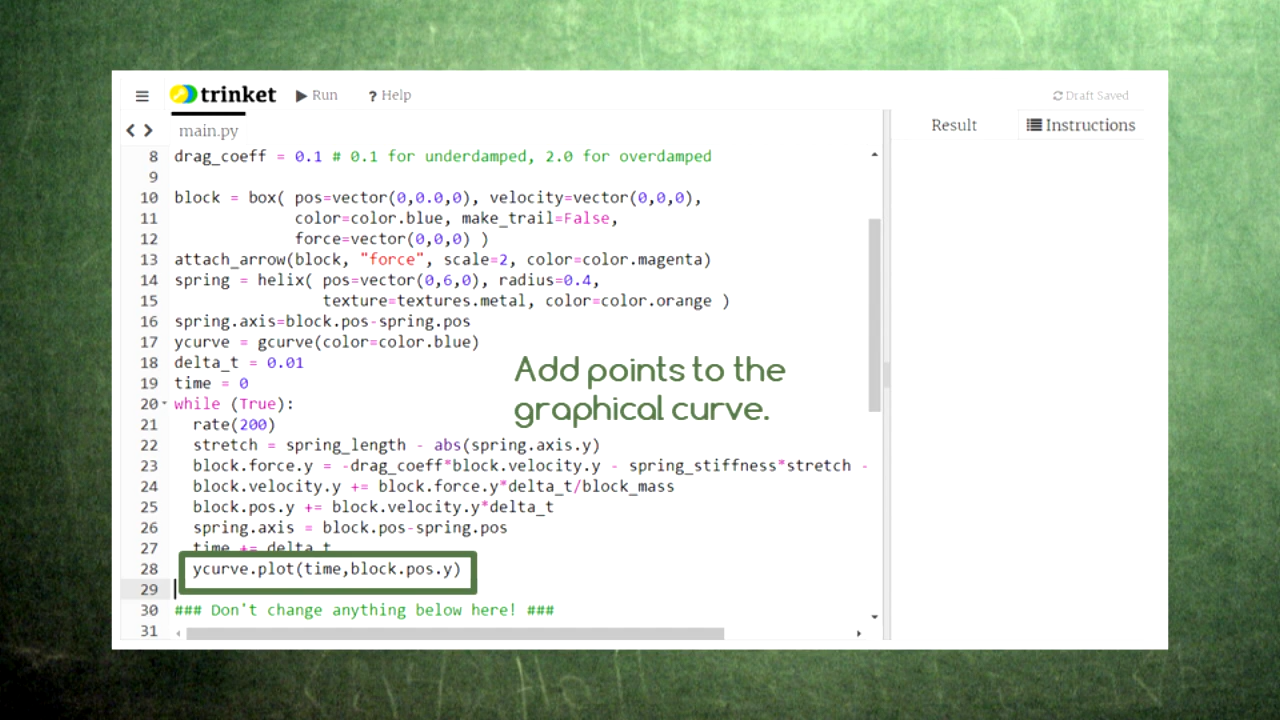 trinket Run ? Help Draft Saved
main.py Result Instructions
8 drag_coeff = 0.1 # 0.1 for underdamped, 2.0 for overdamped
9
10 block = box( pos=vector(0,0.0,0), velocity=vector(0,0,0),
11 color=color.blue, make_trail=False,
12 force=vector(0,0,0) )
13 attach_arrow(block, "force", scale=2, color=color.magenta)
14 spring = helix( pos=vector(0,6,0), radius=0.4,
15 texture=textures.metal, color=color.orange )
16 spring.axis=block.pos-spring.pos
17 ycurve = gcurve(color=color.blue)
18 delta_t = 0.01
19 time = 0
20 while (True):
21 rate(200)
22 stretch = spring_length - abs(spring.axis.y)
23 block.force.y = -drag_coeff*block.velocity.y - spring_stiffness*stretch -
24 block.velocity.y += block.force.y*delta_t/block_mass
25 block.pos.y += block.velocity.y*delta_t
26 spring.axis = block.pos-spring.pos
27 time += delta_t
28 ycurve.plot(time,block.pos.y)
29
30 ### Don't change anything below here! ###
31
Add points to the
graphical curve.